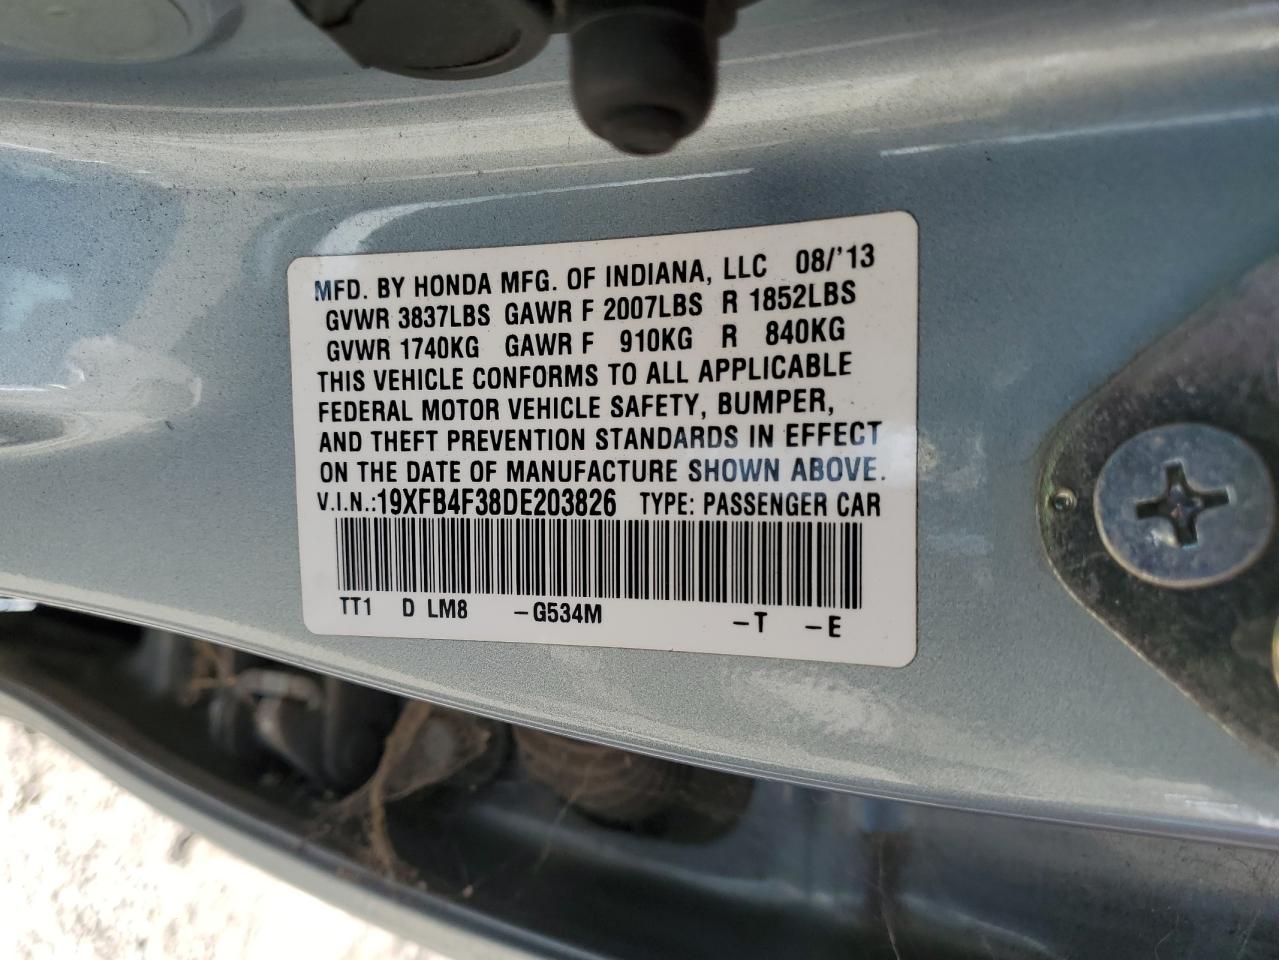 MFD. BY HONDA MFG. OF INDIANA, LLC 08/'13
GVWR 3837LBS GAWR F 2007LBS R 1852LBS
GVWR 1740KG GAWR F 910KG R 840KG
THIS VEHICLE CONFORMS TO ALL APPLICABLE
FEDERAL MOTOR VEHICLE SAFETY, BUMPER,
AND THEFT PREVENTION STANDARDS IN EFFECT
ON THE DATE OF MANUFACTURE SHOWN ABOVE.
V.I.N.:19XFB4F38DE203826 TYPE: PASSENGER CAR
TT1 D LM8 –G534M –T –E